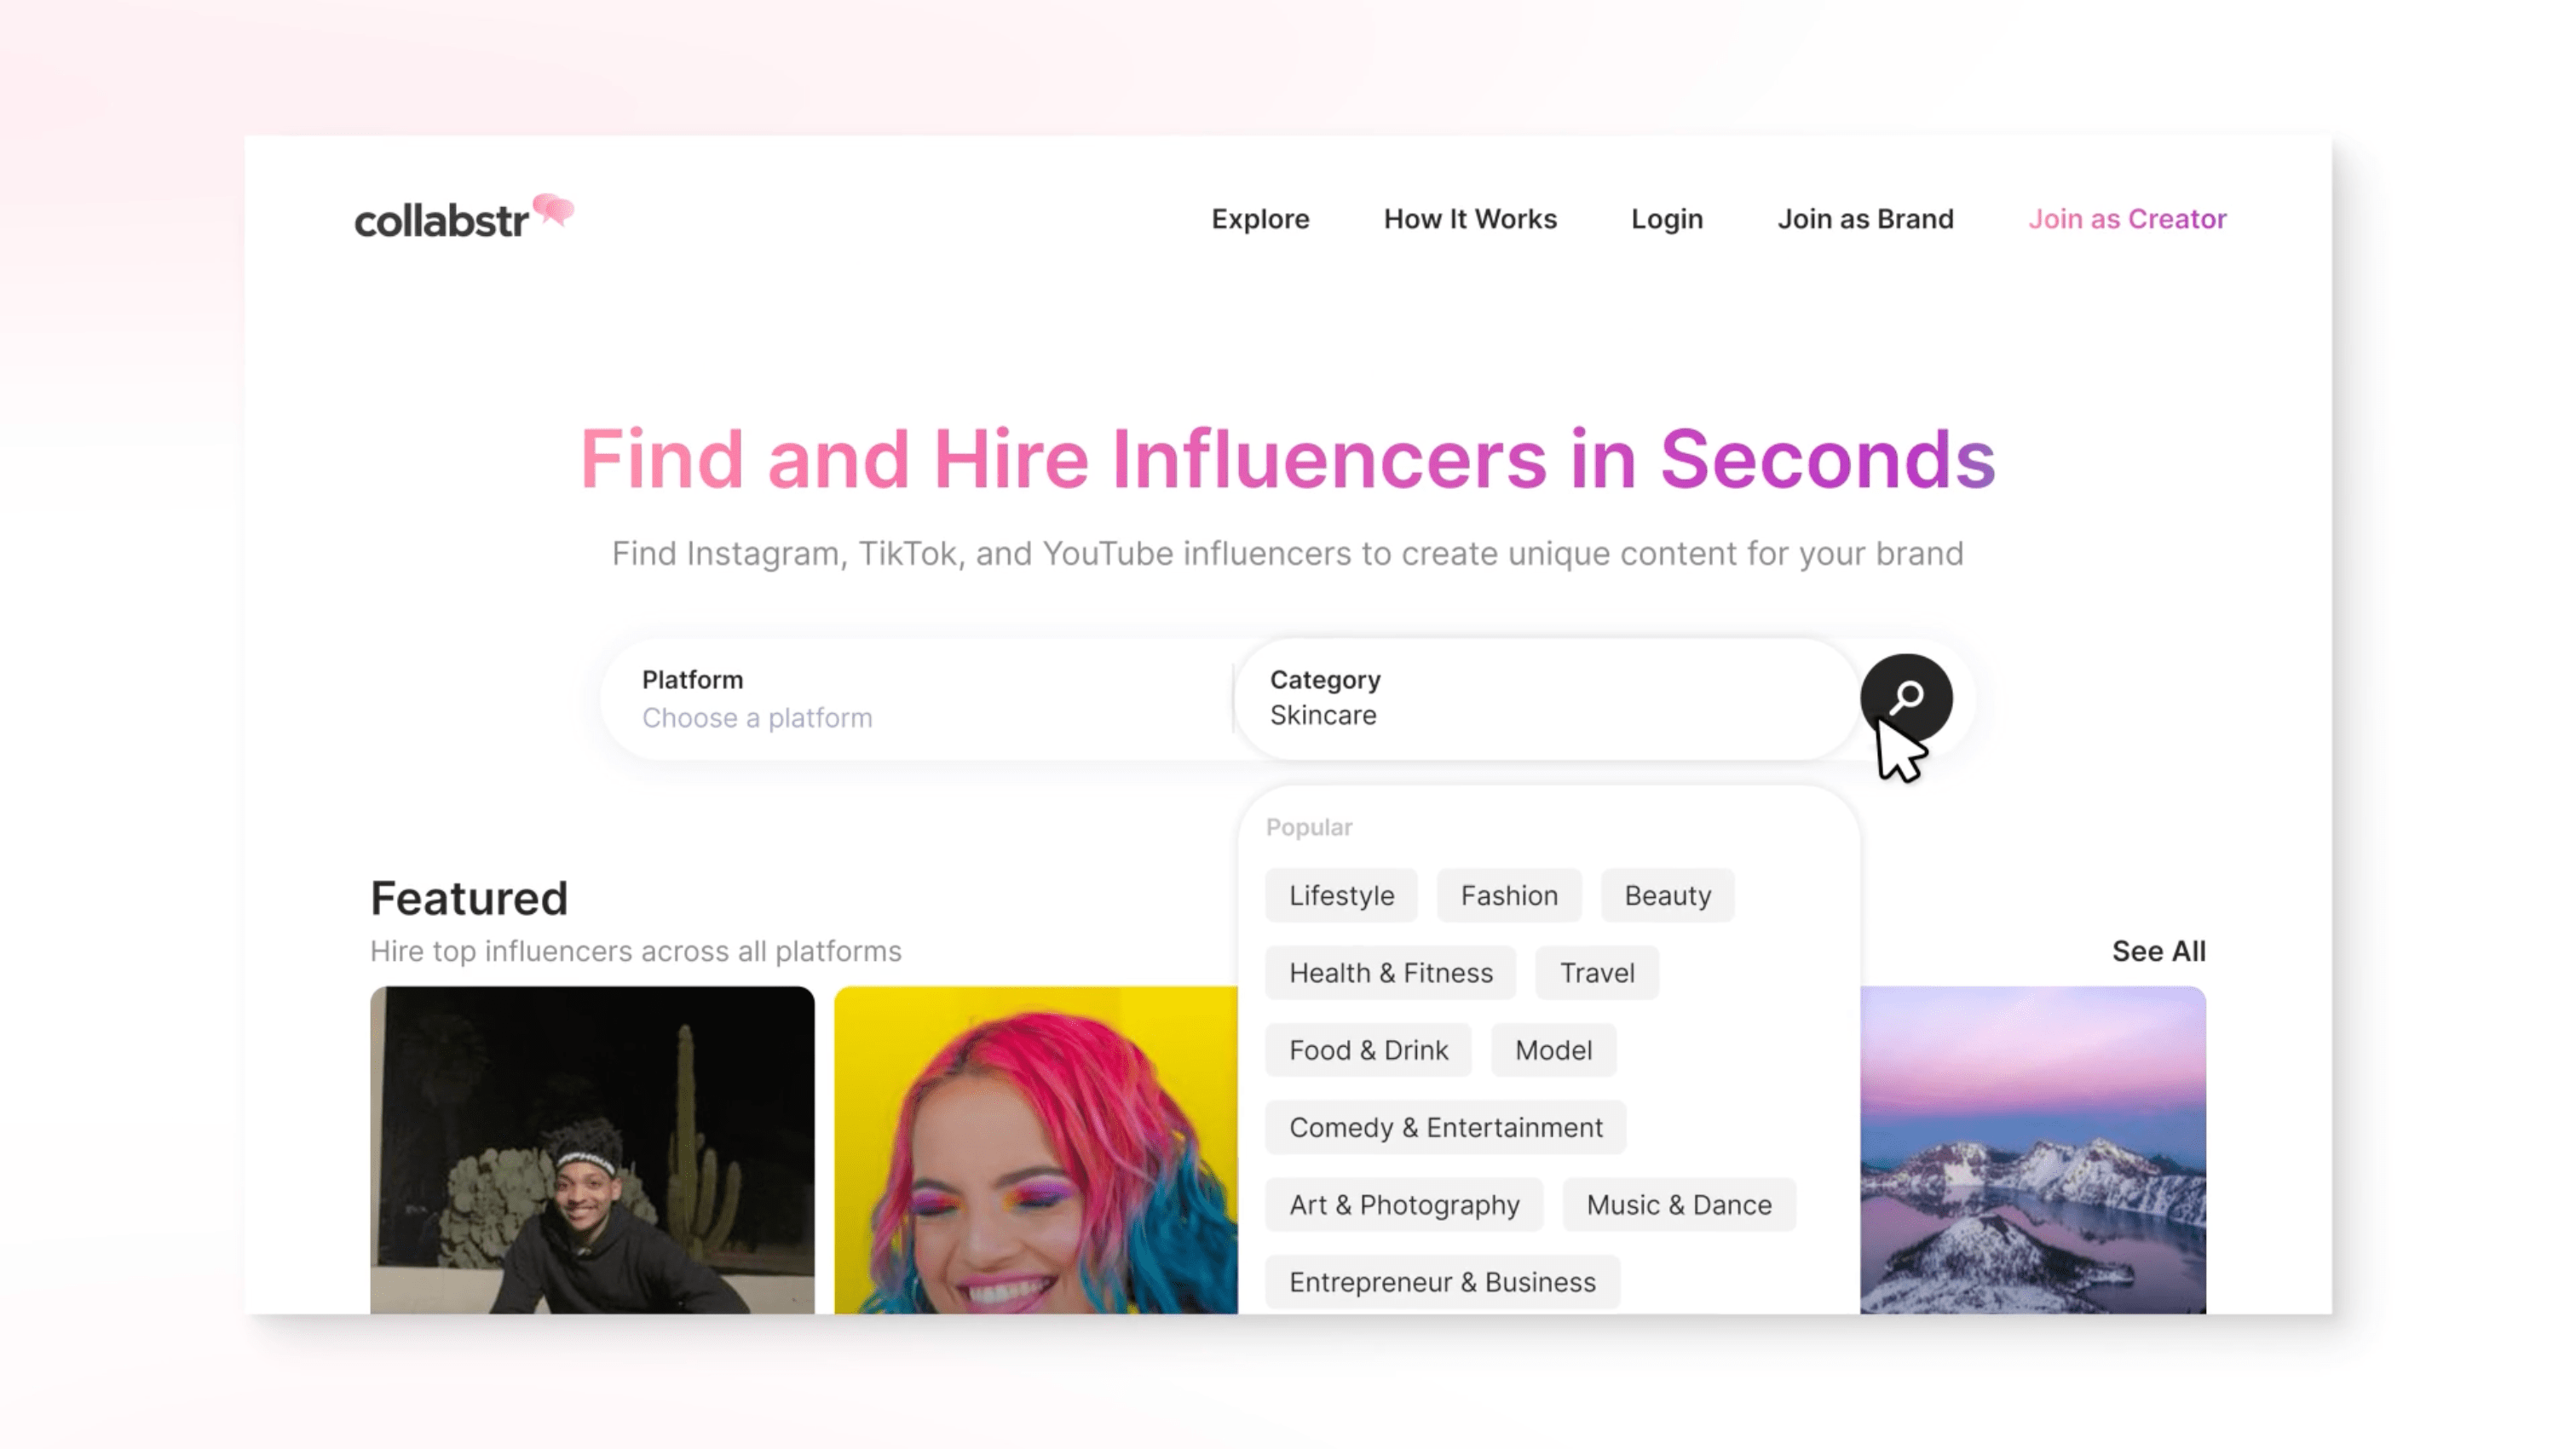 collabstr
Explore How It Works Login Join as Brand Join as Creator
Find and Hire Influencers in Seconds
Find Instagram, TikTok, and YouTube influencers to create unique content for your brand
Platform
Choose a platform
Category
Skincare
Popular
Lifestyle Fashion Beauty
Health & Fitness Travel
Food & Drink Model
Comedy & Entertainment
Art & Photography Music & Dance
Entrepreneur & Business
Featured
Hire top influencers across all platforms
See All